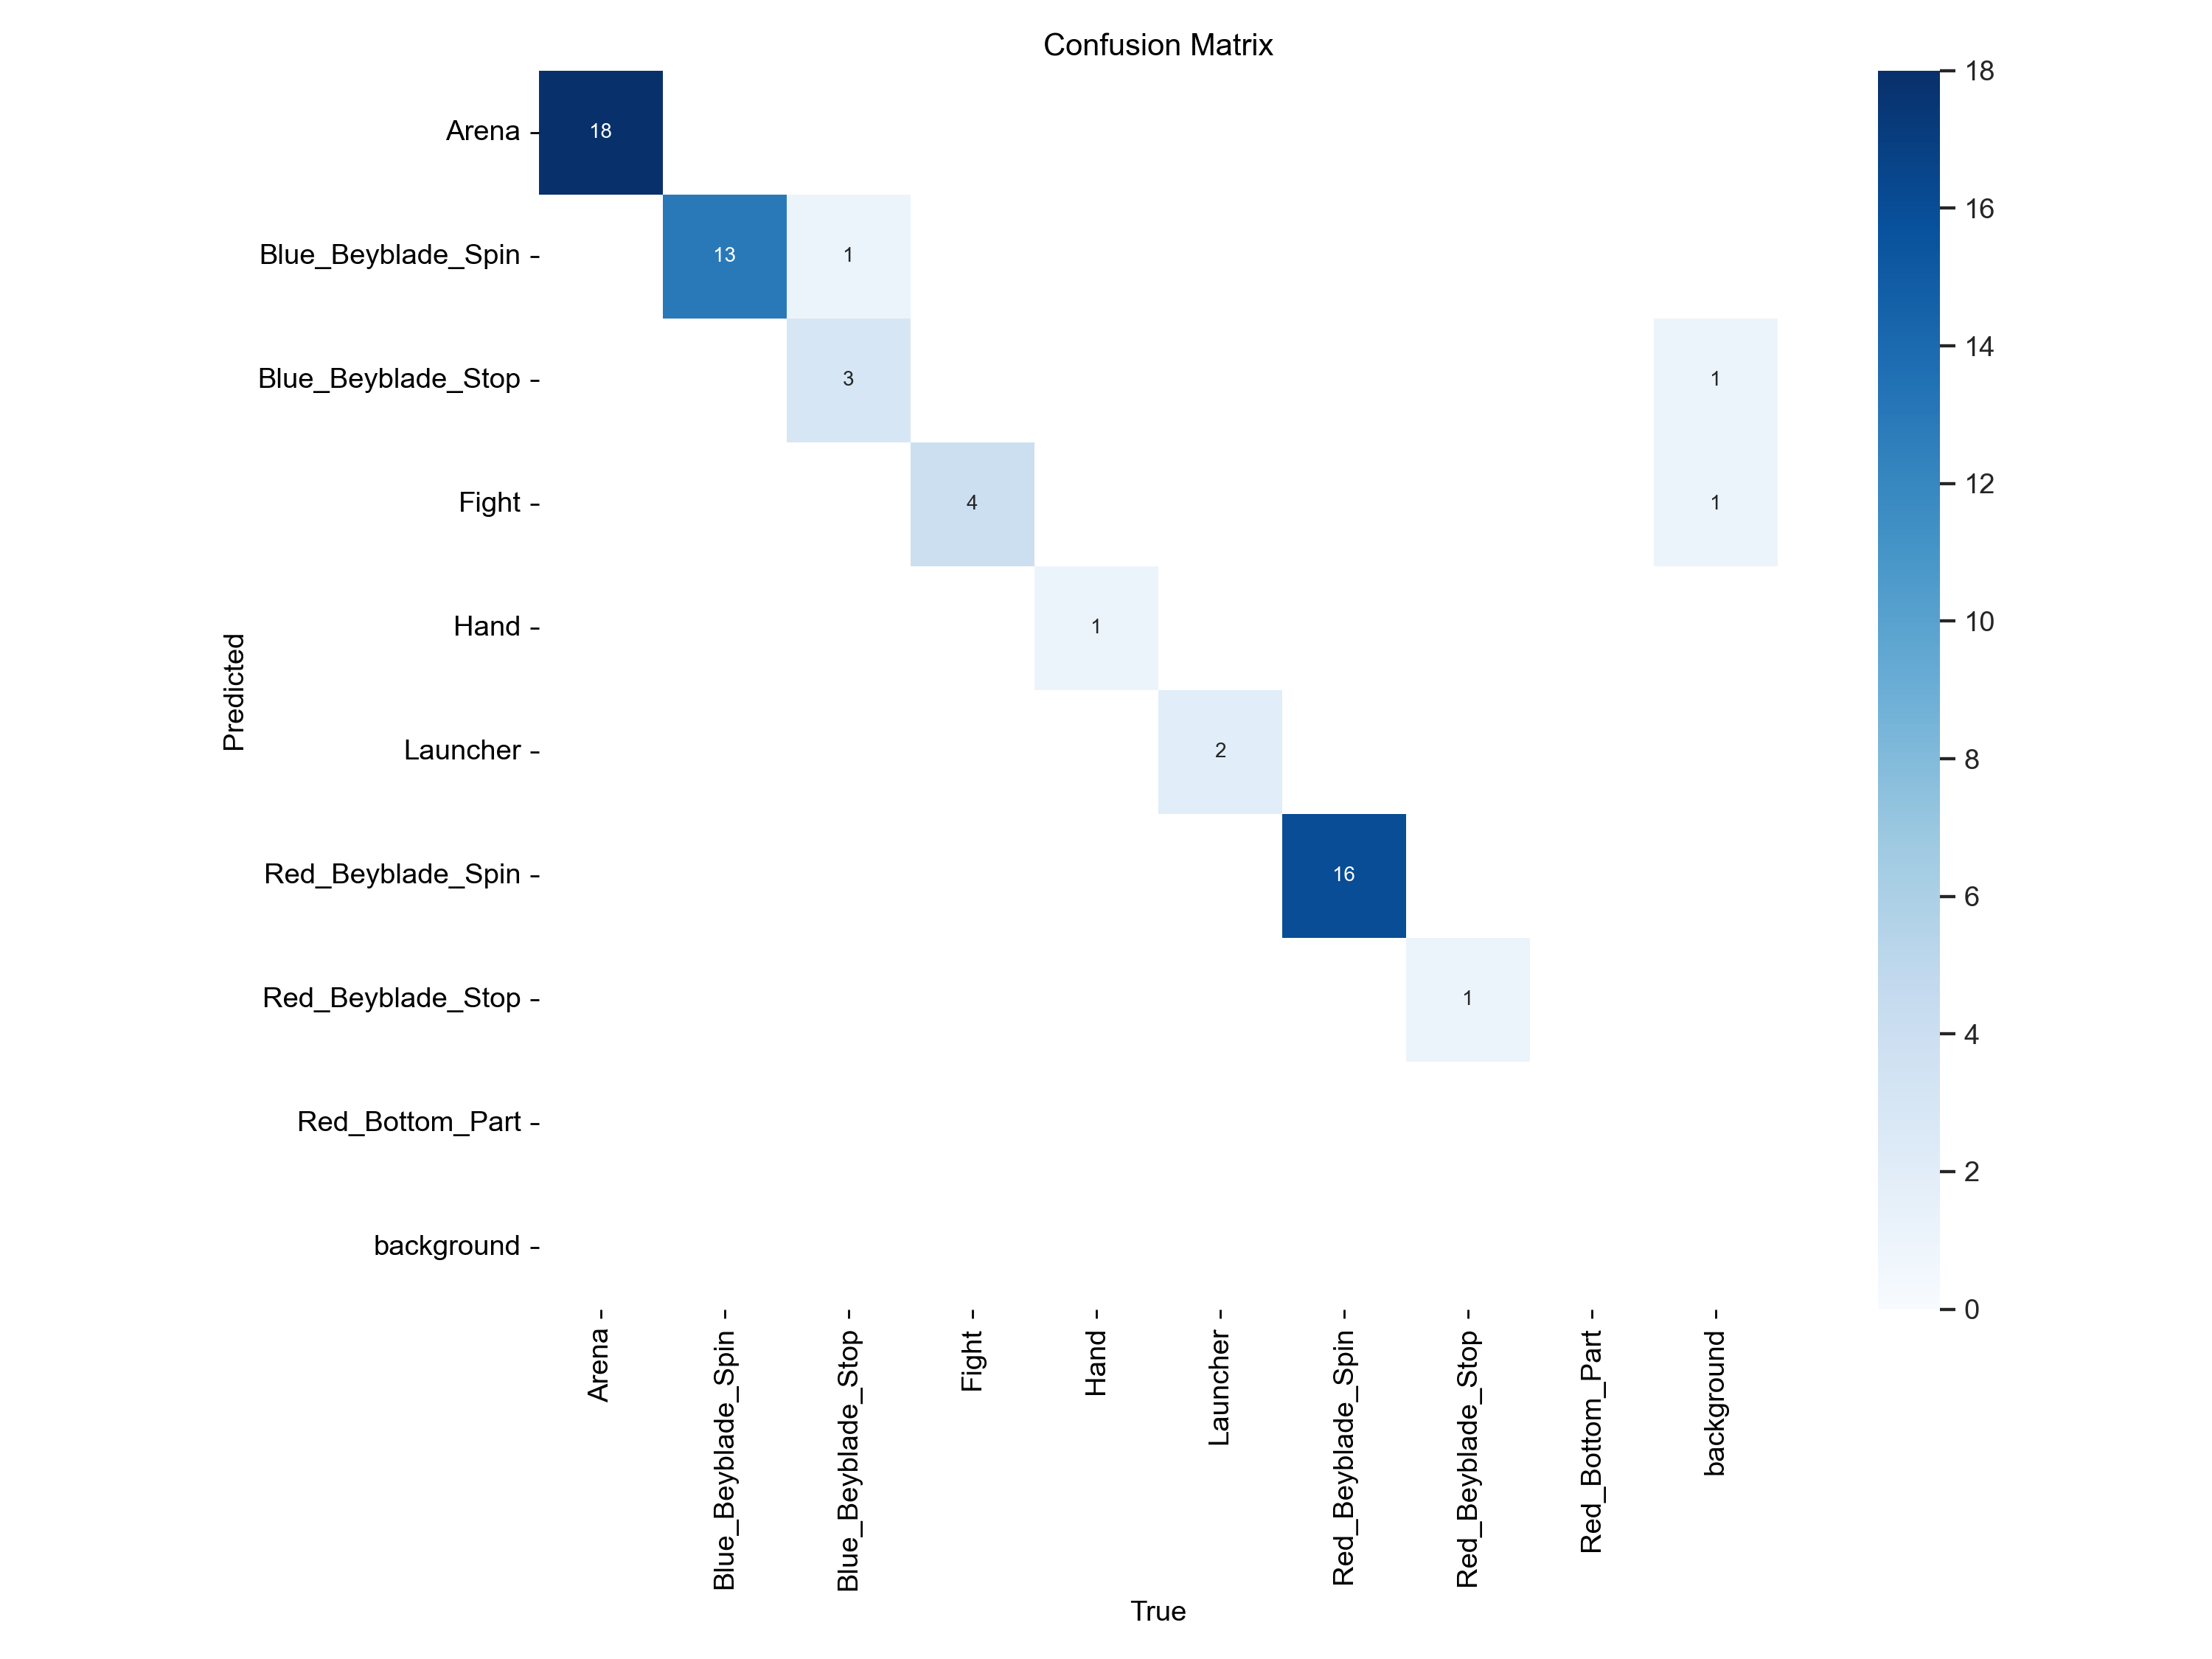 Confusion Matrix
Arena
18
Blue_Beyblade_Spin
13 1
Blue_Beyblade_Stop
3 1
Fight
4 1
Hand
1
Launcher
2
Red_Beyblade_Spin
16
Red_Beyblade_Stop
1
Red_Bottom_Part
background
Predicted
Arena
Blue_Beyblade_Spin
Blue_Beyblade_Stop
Fight
Hand
Launcher
Red_Beyblade_Spin
Red_Beyblade_Stop
Red_Bottom_Part
background
True
18
16
14
12
10
8
6
4
2
0